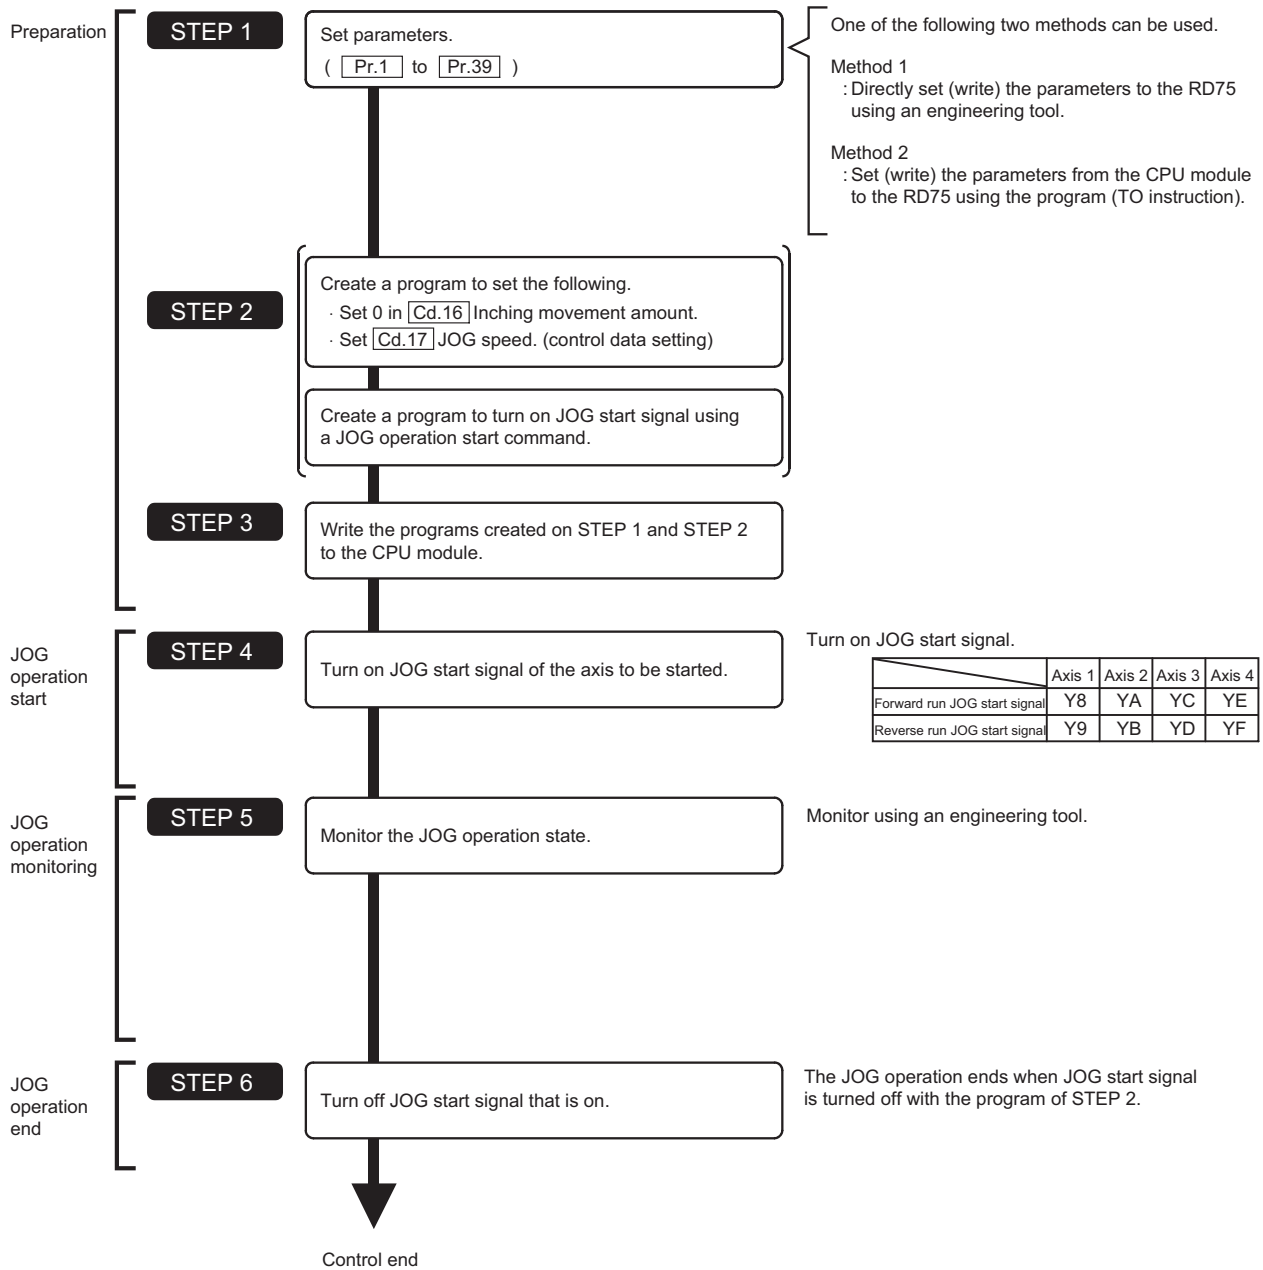 Preparation
STEP 1
Set parameters.
( Pr.1 to Pr.39 )
One of the following two methods can be used.
Method 1
: Directly set (write) the parameters to the RD75
using an engineering tool.
Method 2
: Set (write) the parameters from the CPU module
to the RD75 using the program (TO instruction).
STEP 2
Create a program to set the following.
· Set 0 in Cd.16 Inching movement amount.
· Set Cd.17 JOG speed. (control data setting)
Create a program to turn on JOG start signal using
a JOG operation start command.
STEP 3
Write the programs created on STEP 1 and STEP 2
to the CPU module.
JOG
operation
start
STEP 4
Turn on JOG start signal of the axis to be started.
Turn on JOG start signal.
Axis 1 Axis 2 Axis 3 Axis 4
Forward run JOG start signal Y8 YA YC YE
Reverse run JOG start signal Y9 YB YD YF
JOG
operation
monitoring
STEP 5
Monitor the JOG operation state.
Monitor using an engineering tool.
JOG
operation
end
STEP 6
Turn off JOG start signal that is on.
The JOG operation ends when JOG start signal
is turned off with the program of STEP 2.
Control end